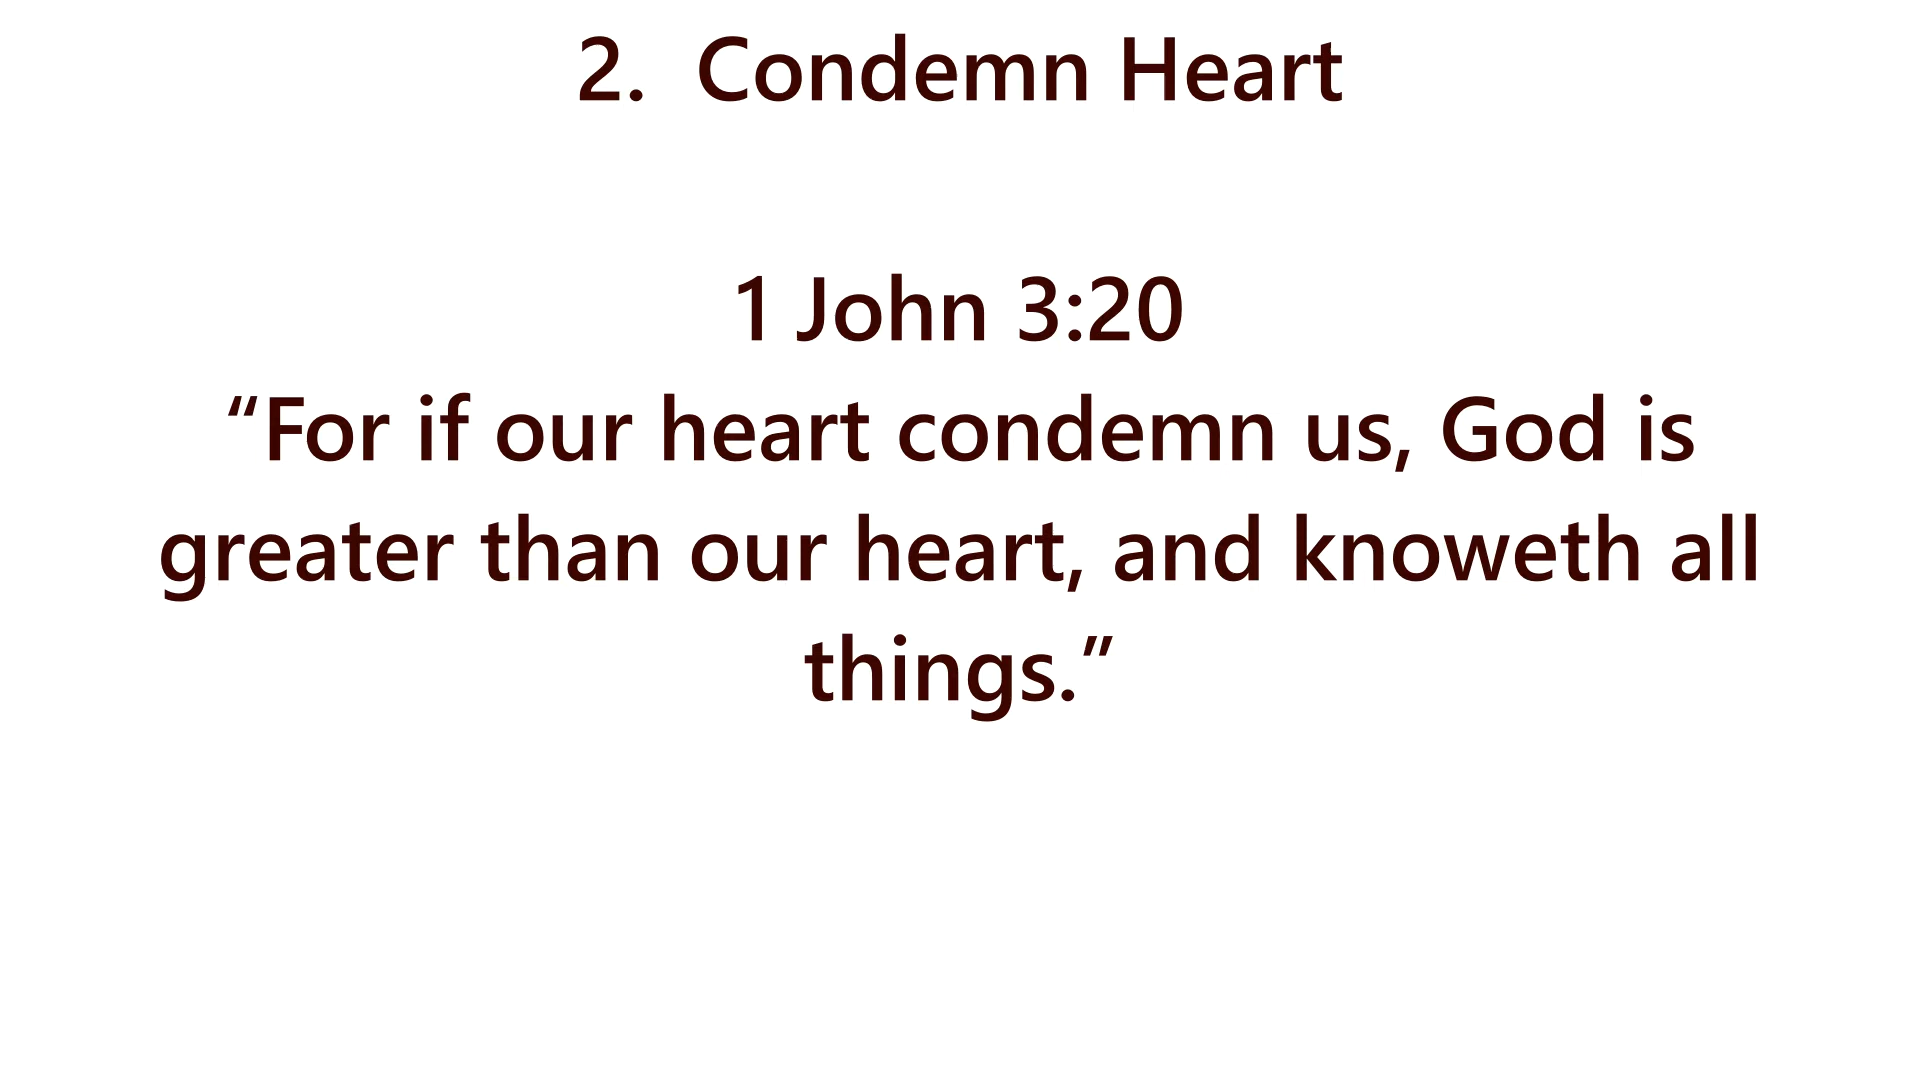 2.  Condemn Heart
1 John 3:20
“For if our heart condemn us, God is
greater than our heart, and knoweth all
things.”